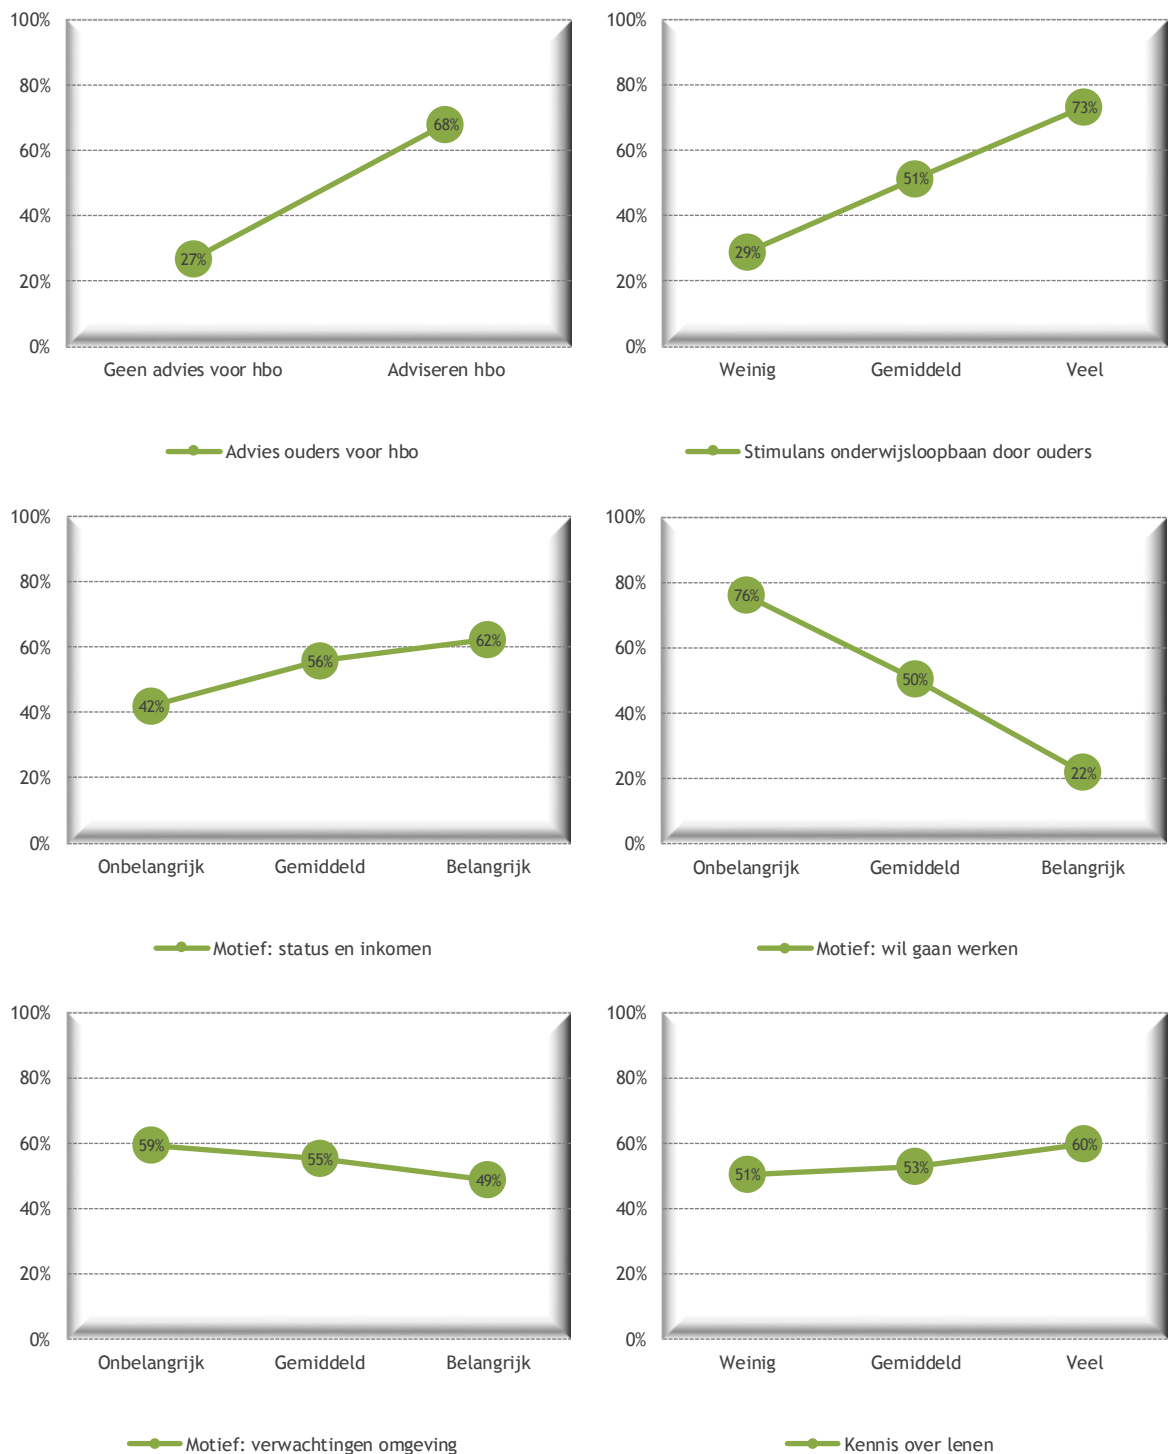 100%
80%
60%
40%
20%
0%
27%
68%
Geen advies voor hbo
Adviseren hbo
Advies ouders voor hbo
100%
80%
60%
40%
20%
0%
29%
51%
73%
Weinig
Gemiddeld
Veel
Stimulans onderwijsloopbaan door ouders
100%
80%
60%
40%
20%
0%
42%
56%
62%
Onbelangrijk
Gemiddeld
Belangrijk
Motief: status en inkomen
100%
80%
60%
40%
20%
0%
76%
50%
22%
Onbelangrijk
Gemiddeld
Belangrijk
Motief: wil gaan werken
100%
80%
60%
40%
20%
0%
59%
55%
49%
Onbelangrijk
Gemiddeld
Belangrijk
Motief: verwachtingen omgeving
100%
80%
60%
40%
20%
0%
51%
53%
60%
Weinig
Gemiddeld
Veel
Kennis over lenen